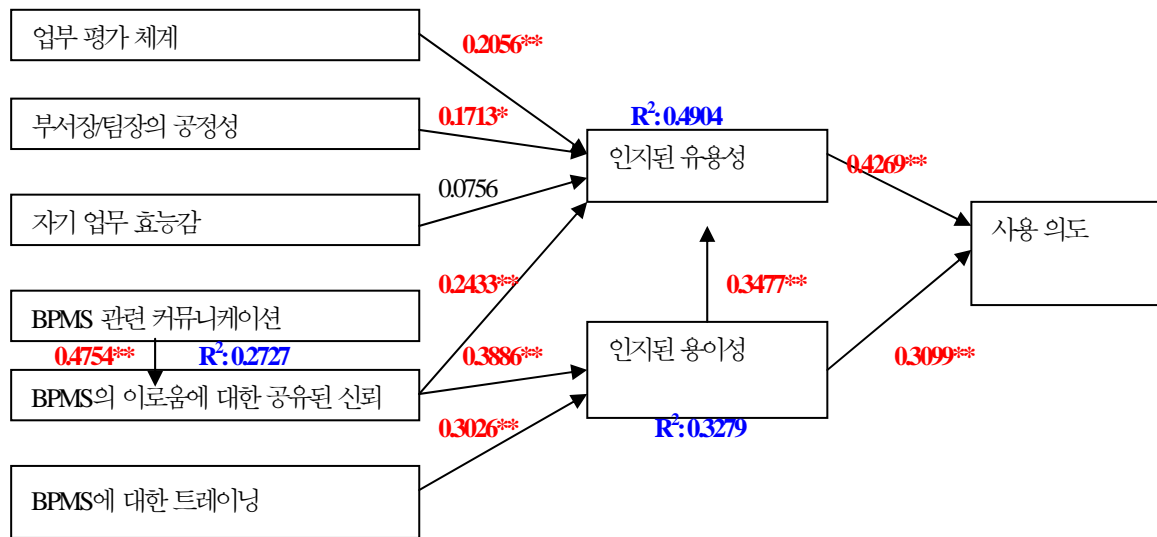 업부 평가 체계
0.2056**
부서장/팀장의 공정성
0.1713*
R²: 0.4904
인지된 유용성
0.4269**
자기 업무 효능감
0.0756
사용 의도
0.2433**
0.3477**
BPMS 관련 커뮤니케이션
0.4754**
R²: 0.2727
0.3886**
인지된 용이성
0.3099**
BPMS의 이로움에 대한 공유된 신뢰
0.3026**
R²: 0.3279
BPMS에 대한 트레이닝